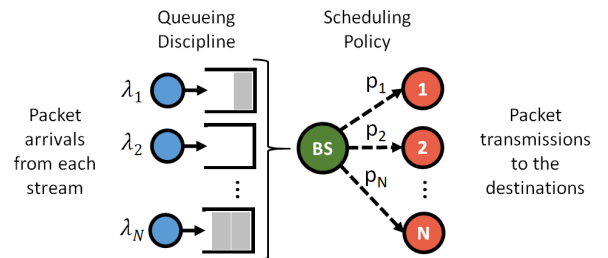 Queueing
Discipline
Scheduling
Policy
Packet
arrivals
from each
stream
λ1
λ2
⋮
λN
BS
p1
p2
pN
1
2
⋮
N
Packet
transmissions
to the
destinations